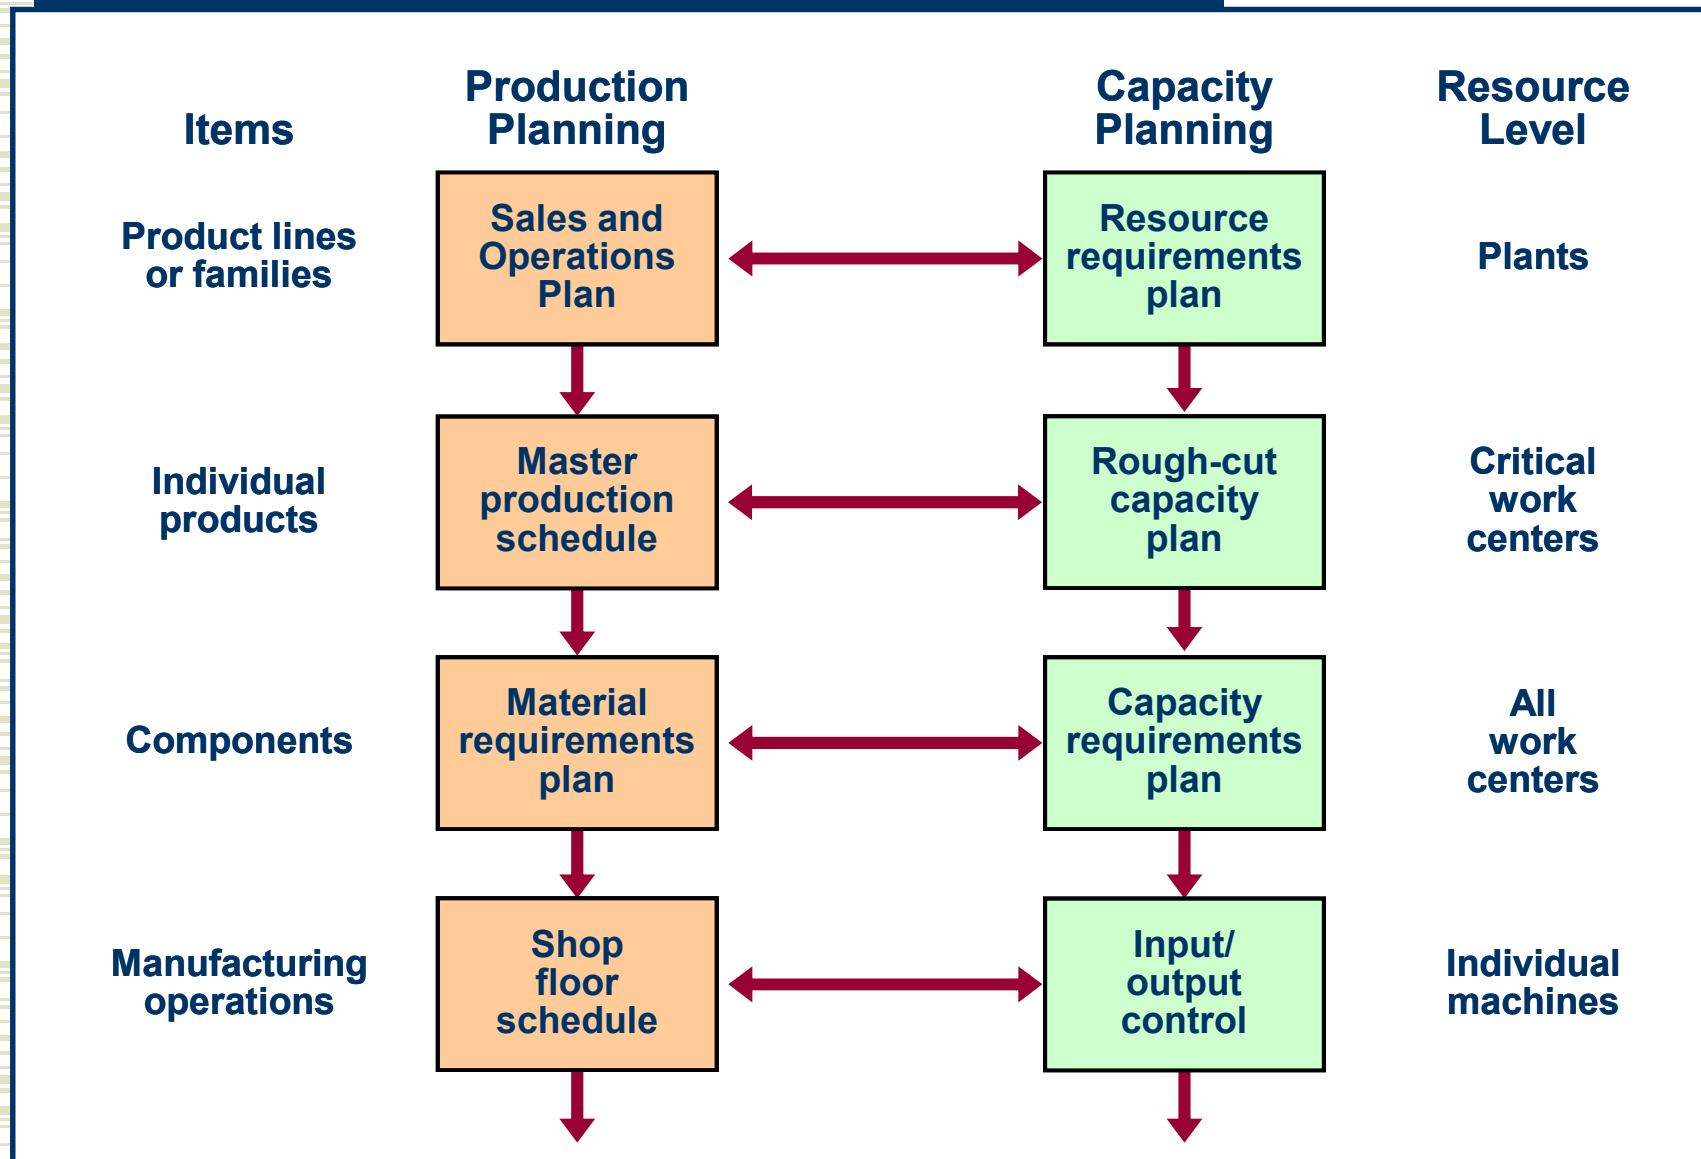 Items
Production
Planning
Capacity
Planning
Resource
Level
Product lines
or families
Sales and
Operations
Plan
Resource
requirements
plan
Plants
Individual
products
Master
production
schedule
Rough-cut
capacity
plan
Critical
work
centers
Components
Material
requirements
plan
Capacity
requirements
plan
All
work
centers
Manufacturing
operations
Shop
floor
schedule
Input/
output
control
Individual
machines